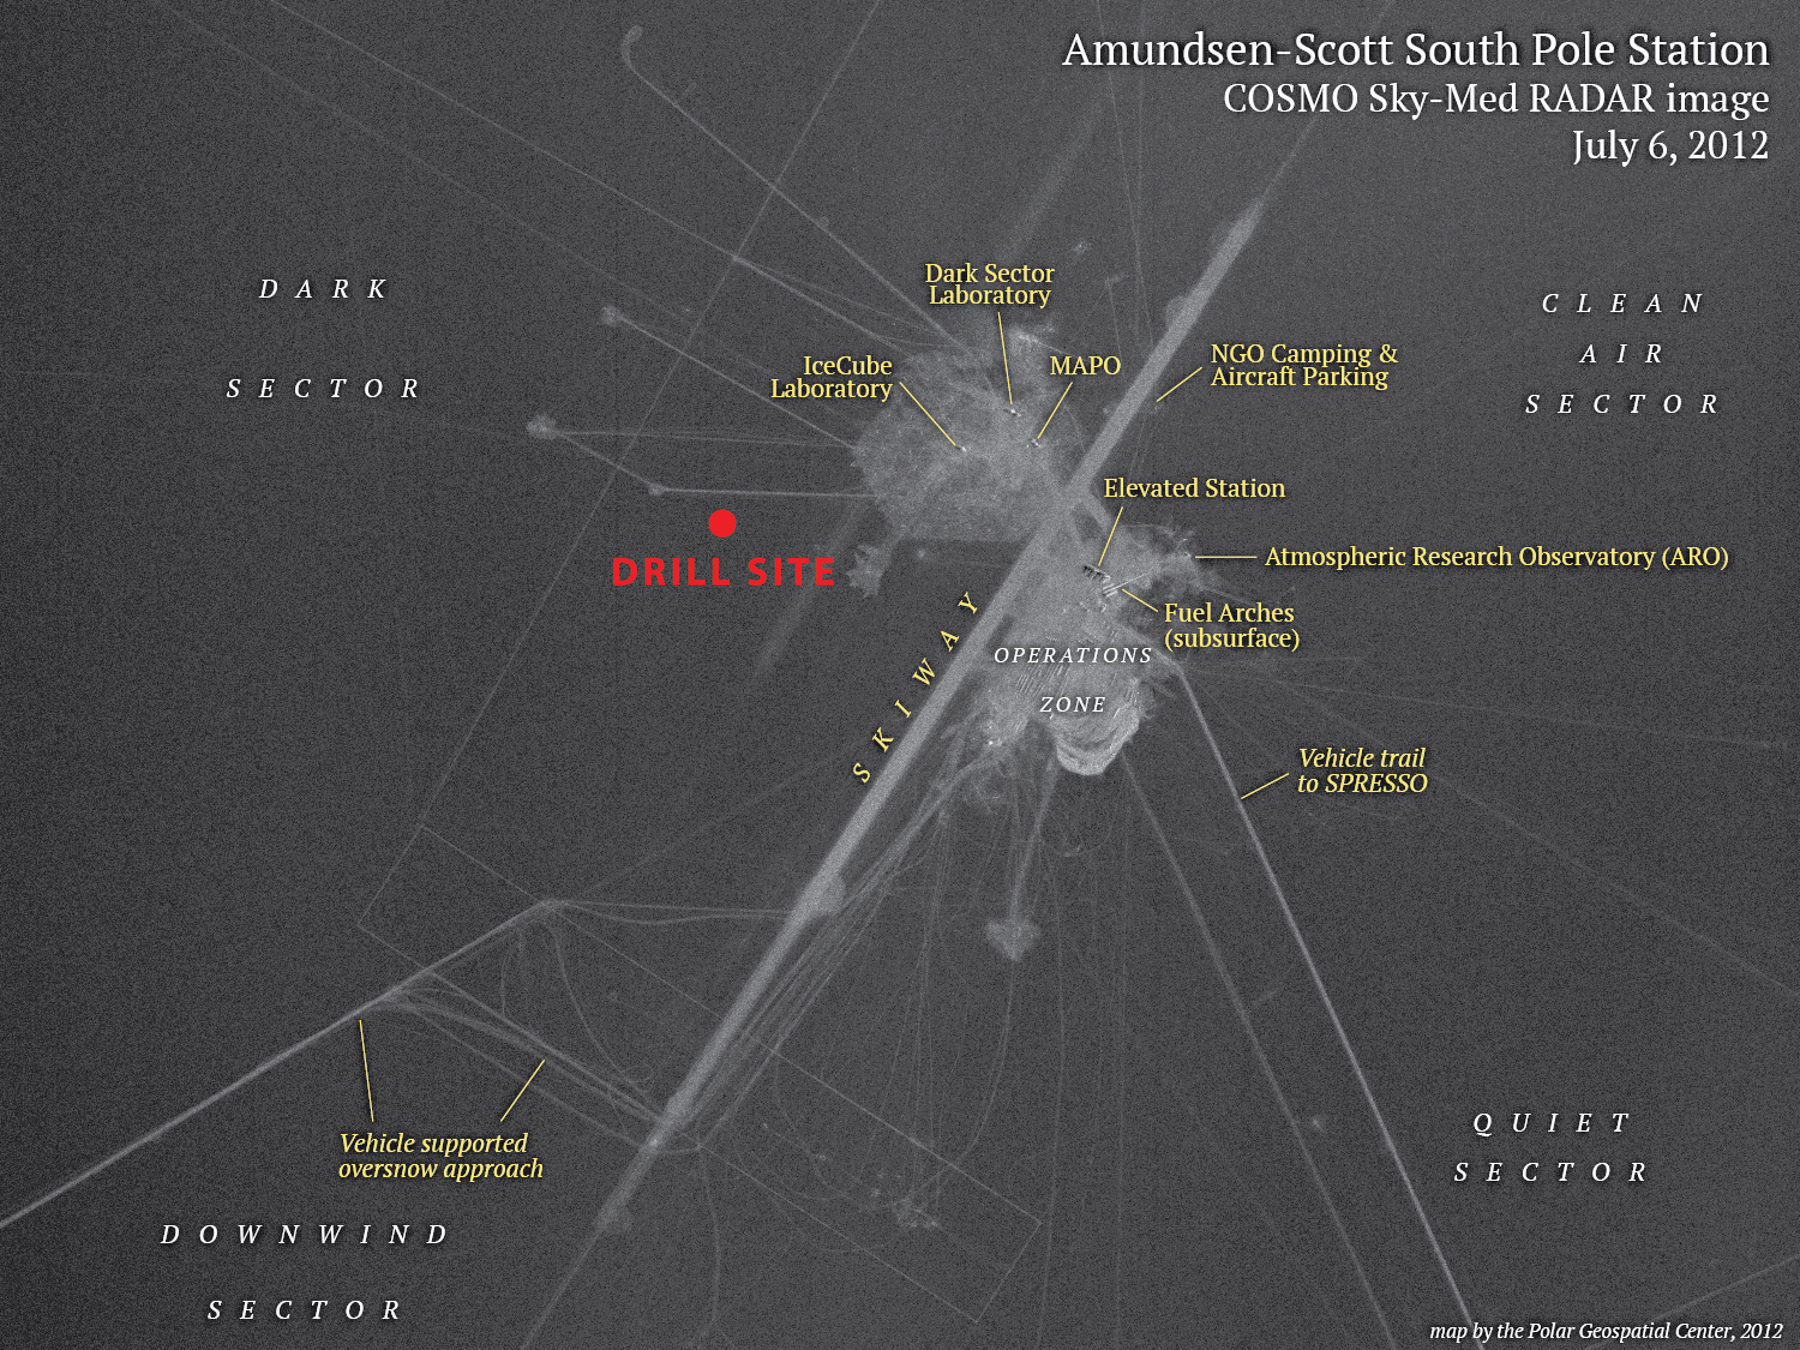 Amundsen-Scott South Pole Station
COSMO Sky-Med RADAR image
July 6, 2012
DARK
SECTOR
CLEAN
AIR
SECTOR
Dark Sector
Laboratory
IceCube
Laboratory
MAPO
NGO Camping &
Aircraft Parking
Elevated Station
DRILL SITE
Atmospheric Research Observatory (ARO)
Fuel Arches
(subsurface)
SKIWAY
OPERATIONS
ZONE
Vehicle trail
to SPRESSO
Vehicle supported
oversnow approach
QUIET
SECTOR
DOWNWIND
SECTOR
map by the Polar Geospatial Center, 2012